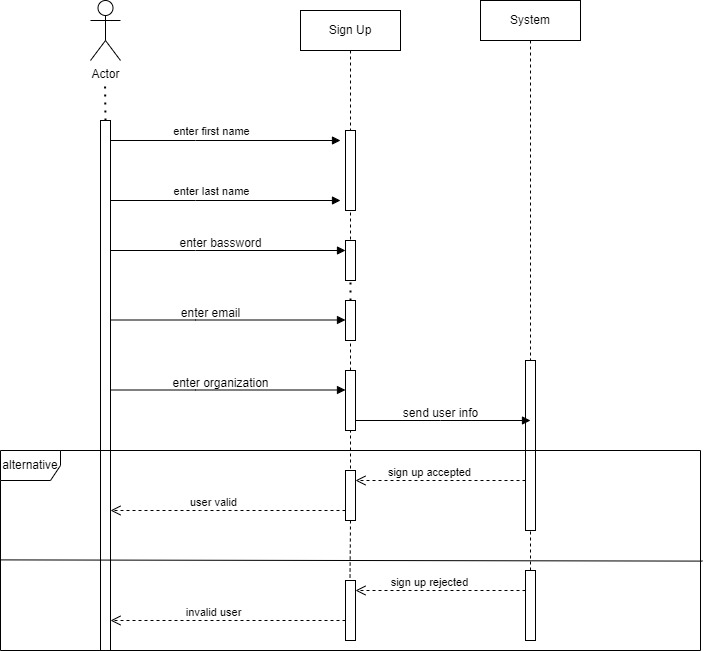 Sign Up
System
Actor
enter first name
enter last name
enter bassword
enter email
enter organization
send user info
alternative
sign up accepted
user valid
sign up rejected
invalid user